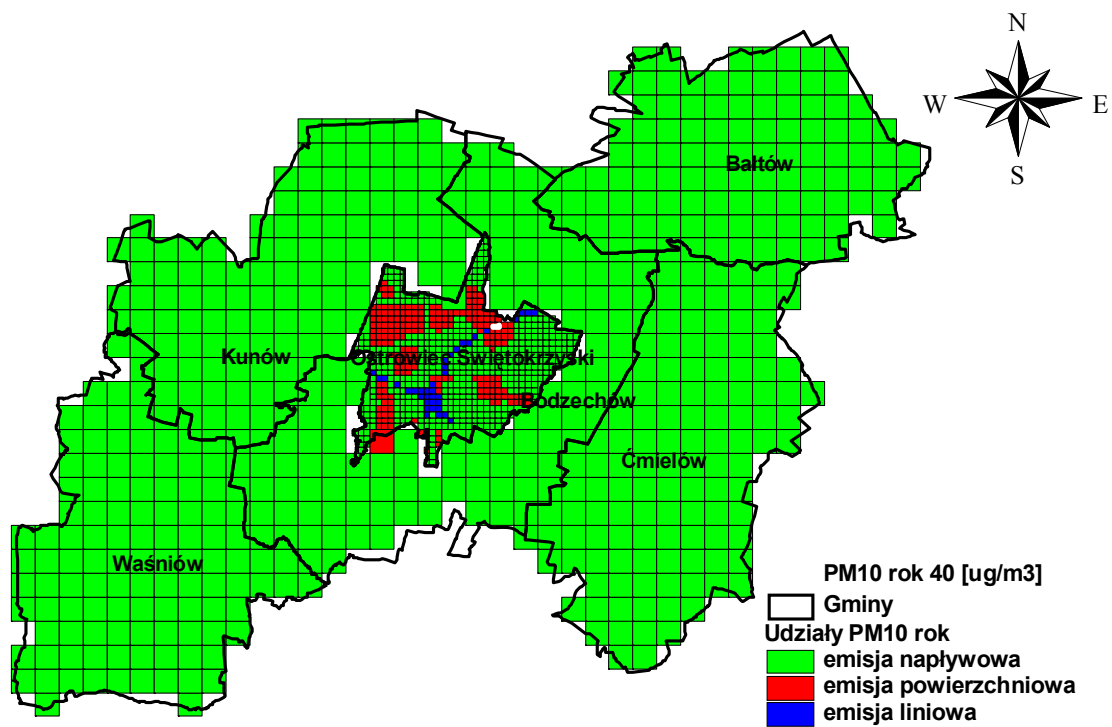 N
W E
S
Bałtów
Kunów
Ostrowiec Świętokrzyski
Bodzechów
Ćmielów
Waśniów
PM10 rok 40 [ug/m3]
Gminy
Udziały PM10 rok
emisja napływowa
emisja powierzchniowa
emisja liniowa